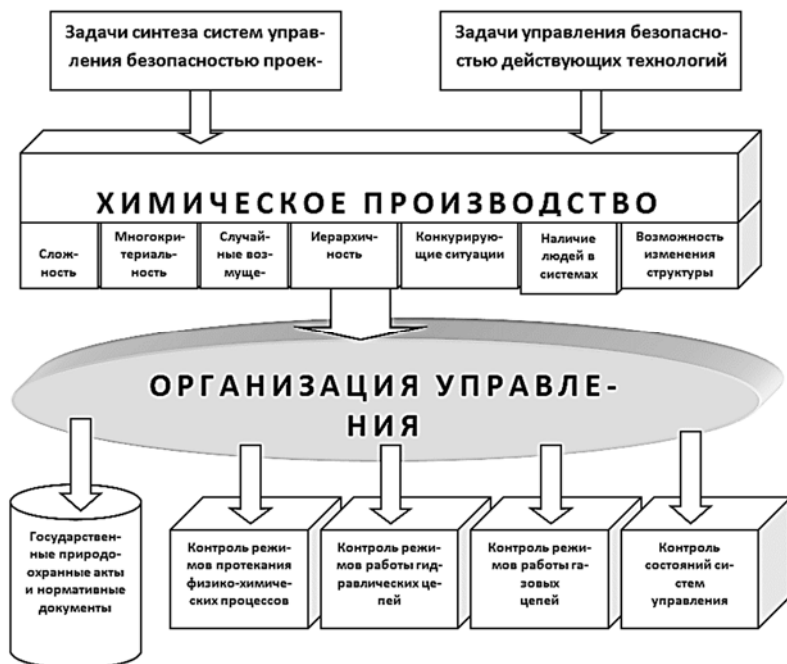 Задачи синтеза систем управ-
ления безопасностью проек-
Задачи управления безопасно-
стью действующих технологий
ХИМИЧЕСКОЕ ПРОИЗВОДСТВО
Слож-
ность
Многокри-
териаль-
ность
Случай-
ные воз-
муще-
Иерархич-
ность
Конкурирую-
щие ситуации
Наличие
людей в
системах
Возможность
изменения
структуры
ОРГАНИЗАЦИЯ УПРАВЛЕ-
НИЯ
Государствен-
ные природо-
охранные акты
и нормативные
документы
Контроль режи-
мов протекания
физико-химиче-
ских процессов
Контроль режи-
мов работы гид-
равлических це-
пей
Контроль режи-
мов работы га-
зовых
цепей
Контроль
состояний си-
стем
управления